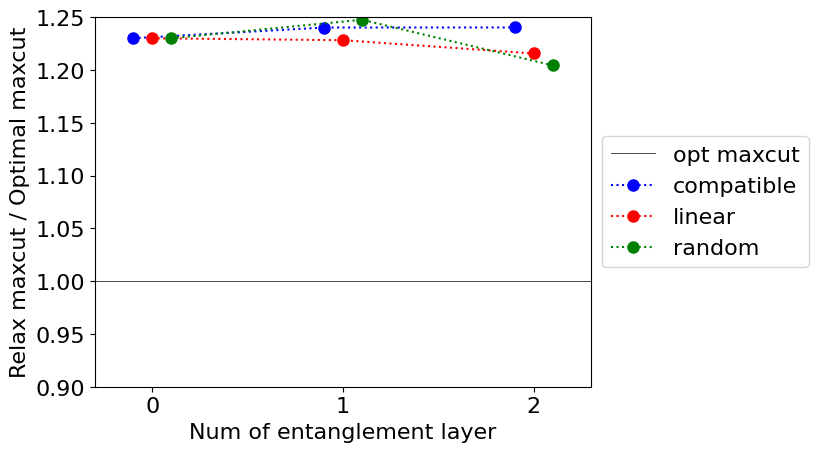 Relax maxcut / Optimal maxcut
1.25
1.20
1.15
1.10
1.05
1.00
0.95
0.90
0
1
2
Num of entanglement layer
opt maxcut
compatible
linear
random